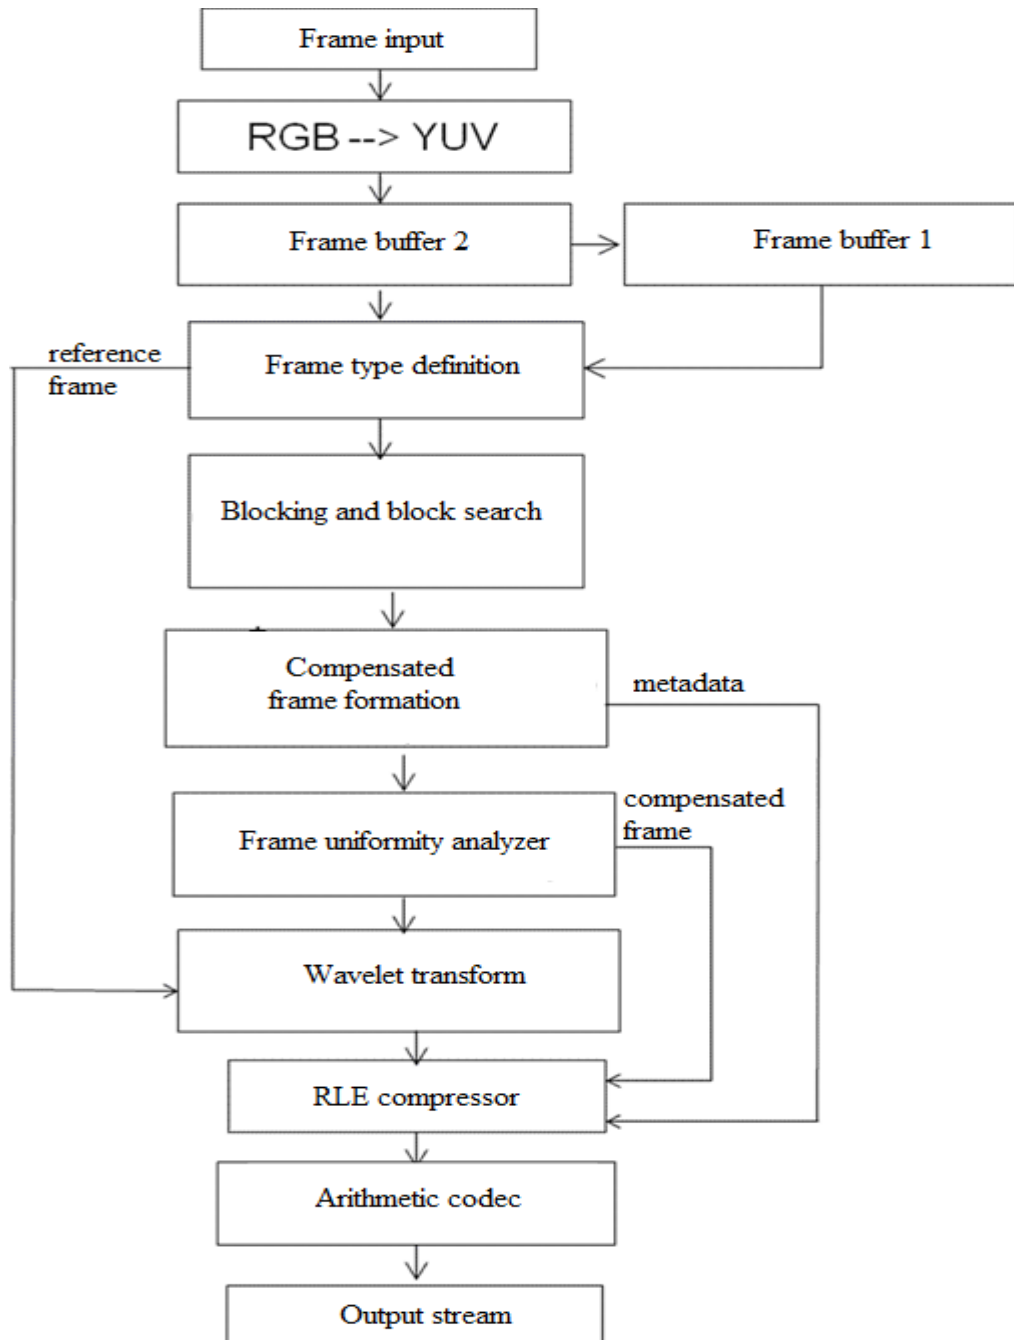 Frame input
RGB --> YUV
Frame buffer 2
Frame buffer 1
reference
frame
Frame type definition
Blocking and block search
Compensated
frame formation
metadata
compensated
frame
Frame uniformity analyzer
Wavelet transform
RLE compressor
Arithmetic codec
Output stream